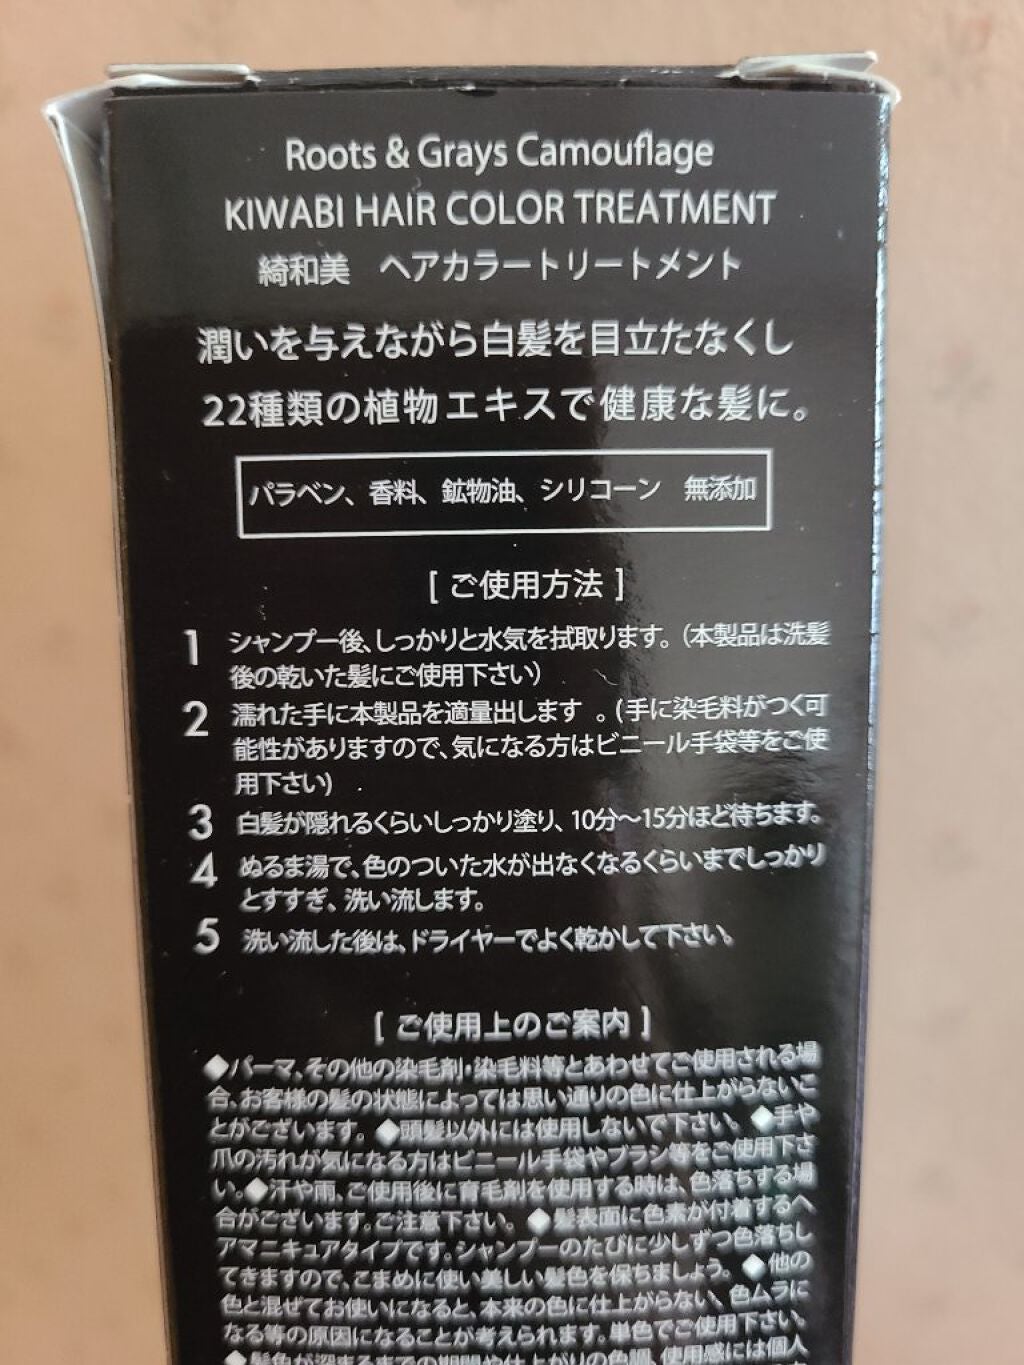 Roots & Grays Camouflage
KIWABI HAIR COLOR TREATMENT
綺和美　ヘアカラートリートメント
潤いを与えながら白髪を目立たなくし
22種類の植物エキスで健康な髪に。
パラベン、香料、鉱物油、シリコーン　無添加
[ ご使用方法 ]
1 シャンプー後、しっかりと水気を拭取ります。（本製品は洗髪
後の乾いた髪にご使用下さい）
2 濡れた手に本製品を適量出します　。(手に染毛料がつく可
能性がありますので、気になる方はビニール手袋等をご使
用下さい)
3 白髪が隠れるくらいしっかり塗り、10分～15分ほど待ちます。
4 ぬるま湯で、色のついた水が出なくなるくらいまでしっかり
とすすぎ、洗い流します。
5 洗い流した後は、ドライヤーでよく乾かして下さい。
[ ご使用上のご案内 ]
◆パーマ、その他の染毛剤・染毛料等とあわせてご使用される場
合、お客様の髪の状態によっては思い通りの色に仕上がらないこ
とがございます。◆頭髪以外には使用しないで下さい。◆手や
爪の汚れが気になる方はビニール手袋やブラシ等をご使用下さ
い。◆汗や雨、ご使用後に育毛剤を使用する時は、色落ちする場
合がございます。ご注意下さい。◆髪表面に色素が付着するヘ
アマニキュアタイプです。シャンプーのたびに少しずつ色落ちし
てきますので、こまめに使い美しい髪色を保ちましょう。◆他の
色と混ぜてお使いになると、本来の色に仕上がらない、色ムラに
なる等の原因になることが考えられます。単色でご使用下さい。
◆髪色が深まるまでの期間や仕上がりの色調、使用感には個人